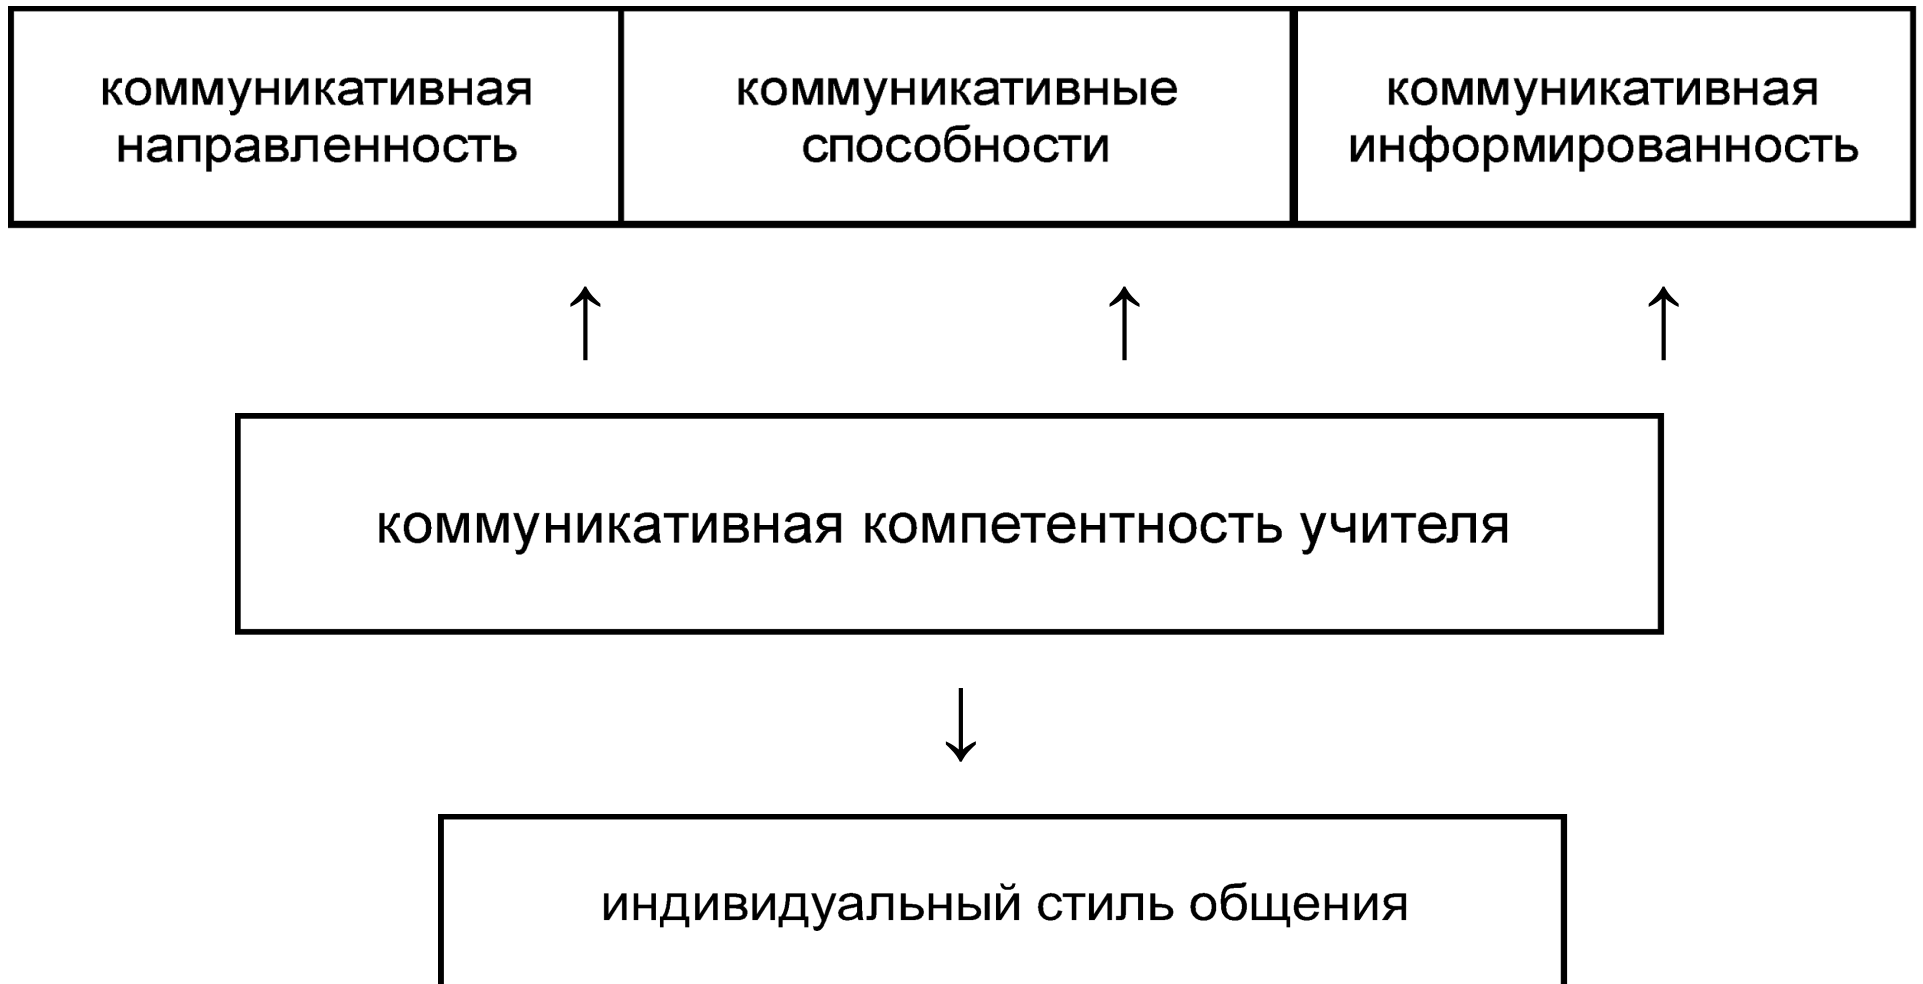 коммуникативная
направленность
коммуникативные
способности
коммуникативная
информированность
коммуникативная компетентность учителя
индивидуальный стиль общения